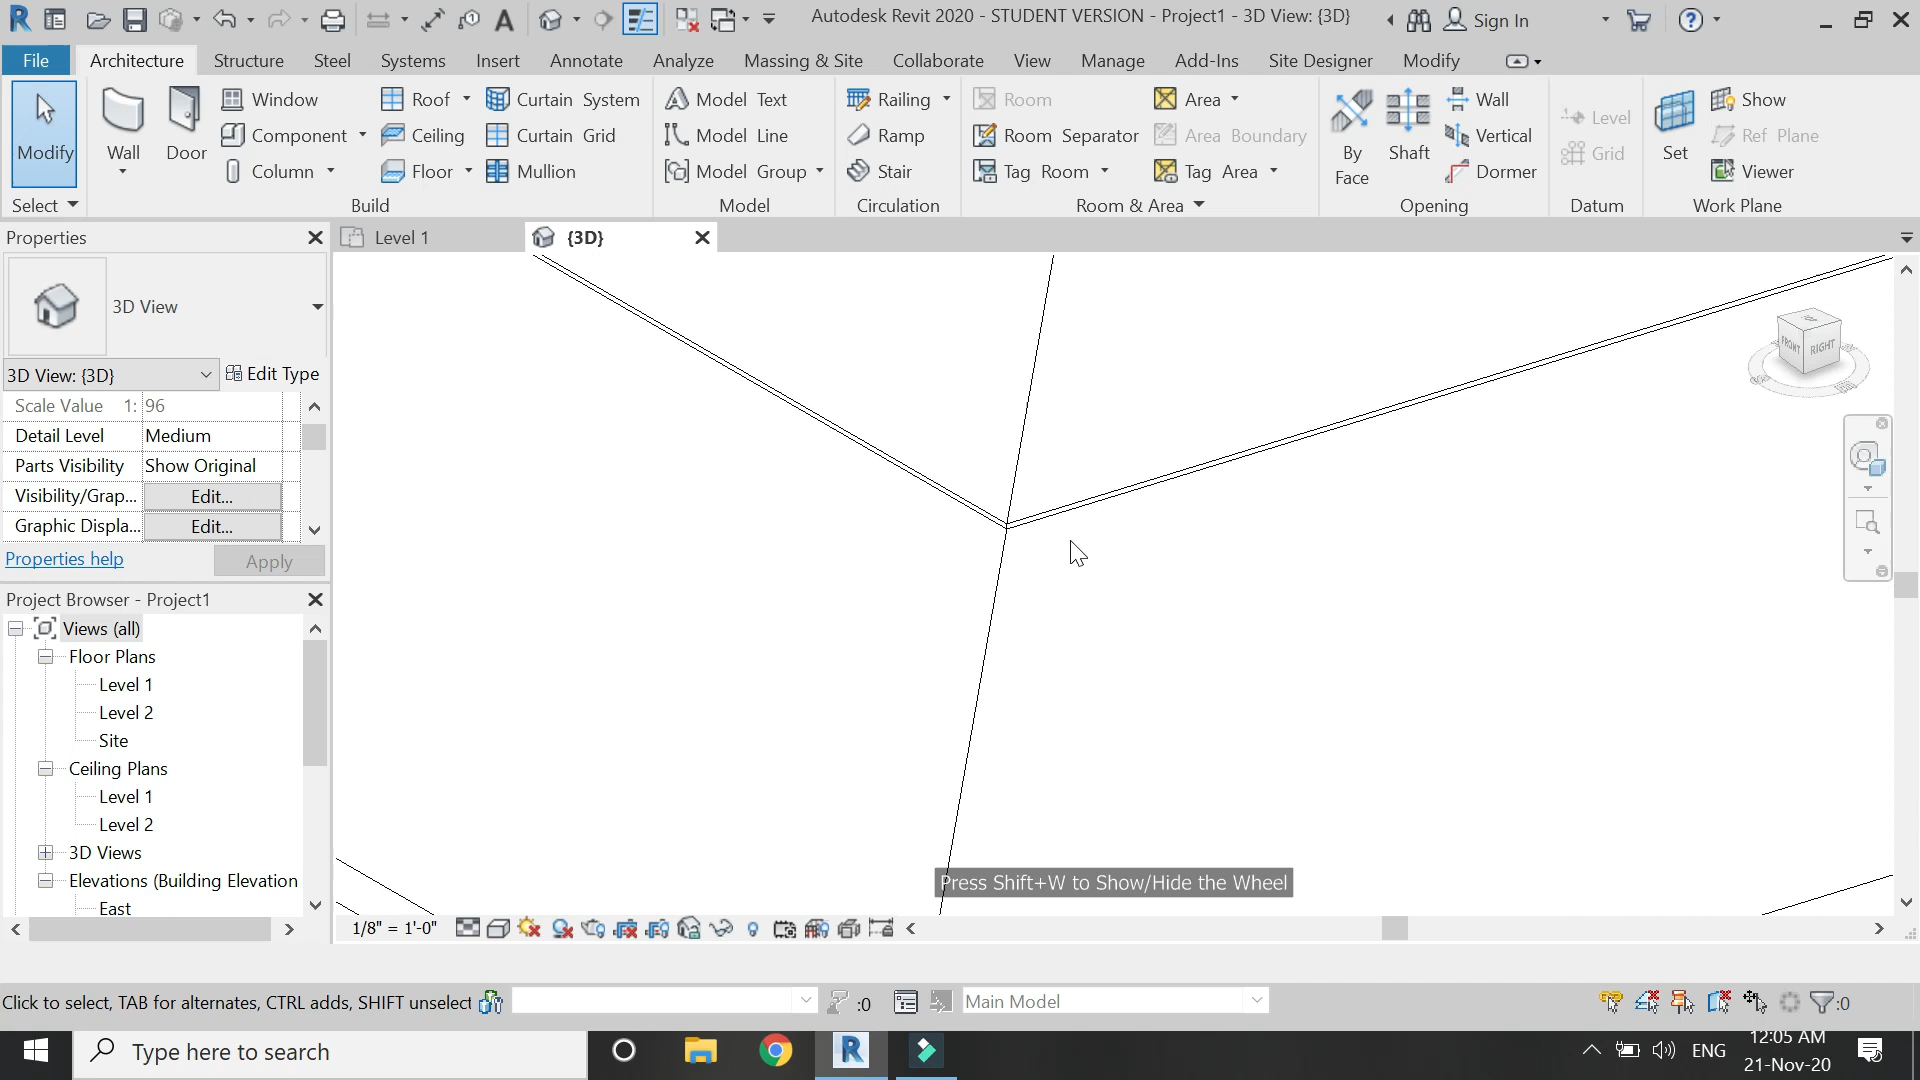 Autodesk Revit 2020 - STUDENT VERSION - Project1 - 3D View: {3D}
Sign In
File Architecture Structure Steel Systems Insert Annotate Analyze Massing & Site Collaborate View Manage Add-Ins Site Designer Modify
Modify
Select
Wall
Door
Window
Component
Column
Roof
Ceiling
Floor
Curtain System
Curtain Grid
Mullion
Build
Model Text
Model Line
Model Group
Model
Railing
Ramp
Stair
Circulation
Room
Room Separator
Tag Room
Area
Area Boundary
Tag Area
Room & Area
By
Face
Shaft
Wall
Vertical
Dormer
Opening
Level
Grid
Datum
Set
Show
Ref Plane
Viewer
Work Plane
Properties
3D View
3D View: {3D}
Edit Type
Scale Value 1: 96
Detail Level Medium
Parts Visibility Show Original
Visibility/Grap... Edit...
Graphic Displa... Edit...
Properties help
Apply
Project Browser - Project1
Views (all)
Floor Plans
Level 1
Level 2
Site
Ceiling Plans
Level 1
Level 2
3D Views
Elevations (Building Elevation
East
Level 1
{3D}
FRONT
RIGHT
Press Shift+W to Show/Hide the Wheel
1/8" = 1'-0"
Click to select, TAB for alternates, CTRL adds, SHIFT unselect
:0
Main Model
:0
Type here to search
ENG
12:05 AM
21-Nov-20